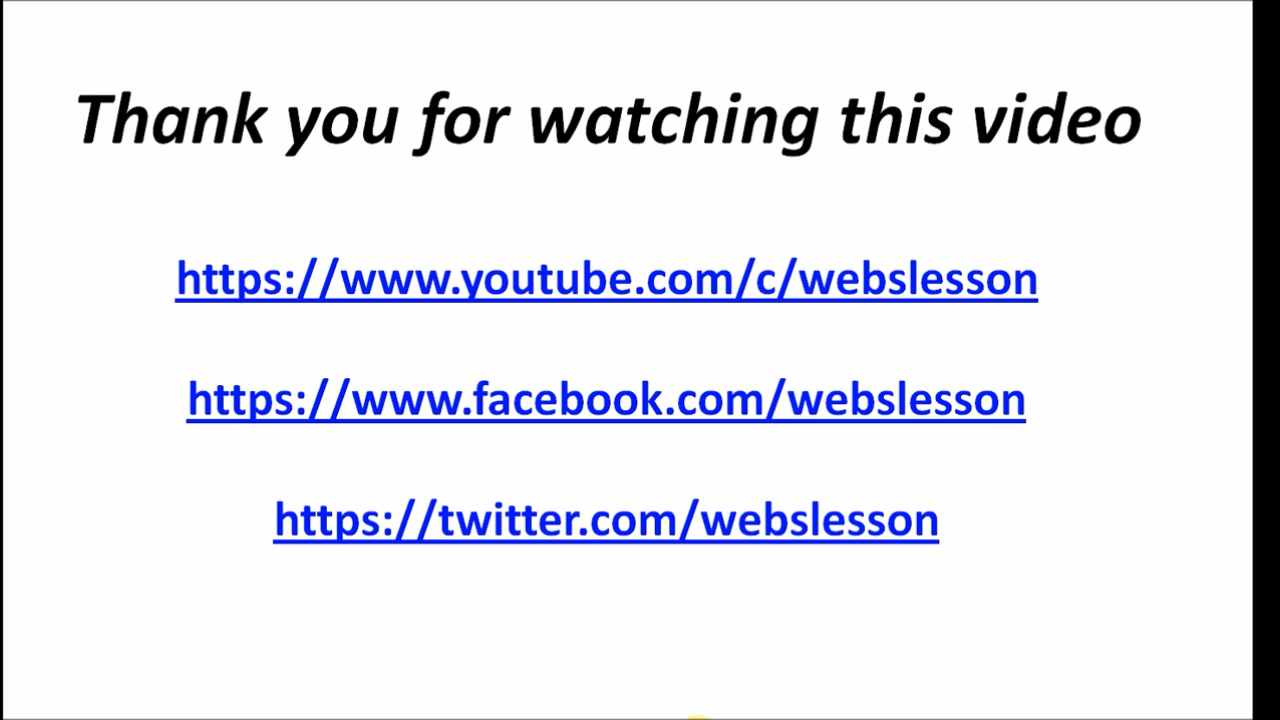 Thank you for watching this video
https://www.youtube.com/c/webslesson
https://www.facebook.com/webslesson
https://twitter.com/webslesson